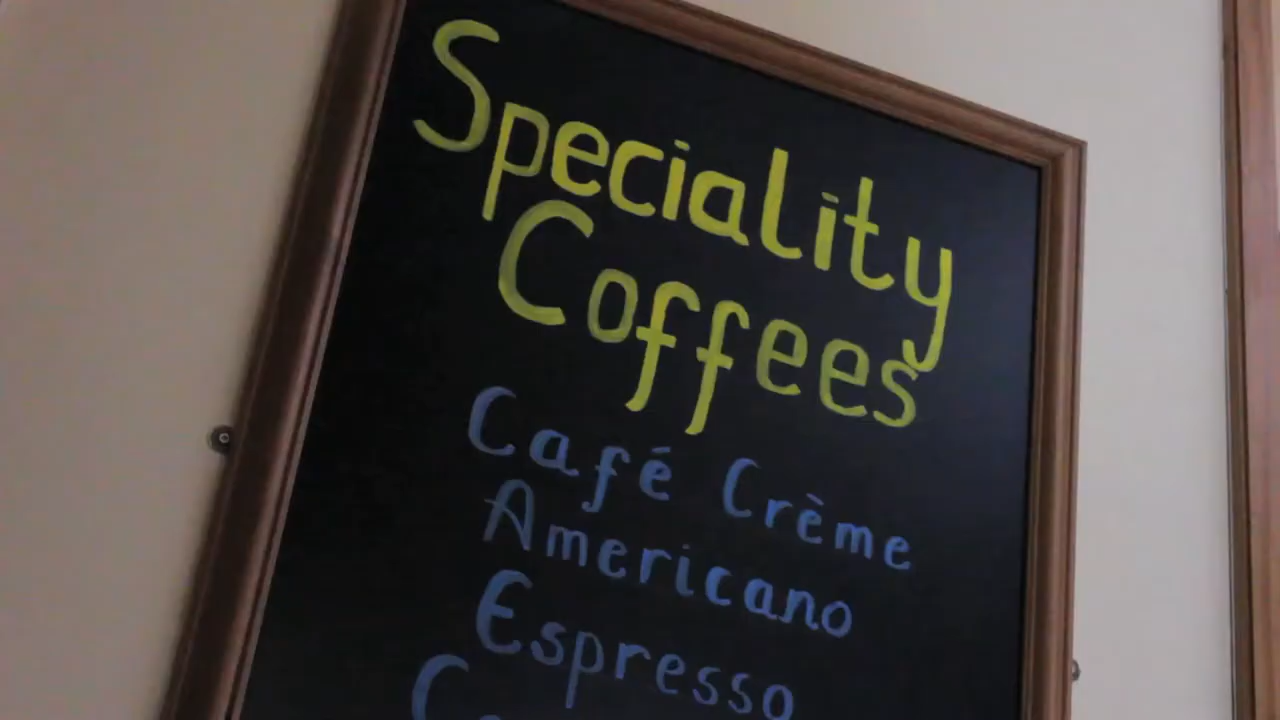 Speciality
Coffees
Café Crème
Americano
Espresso